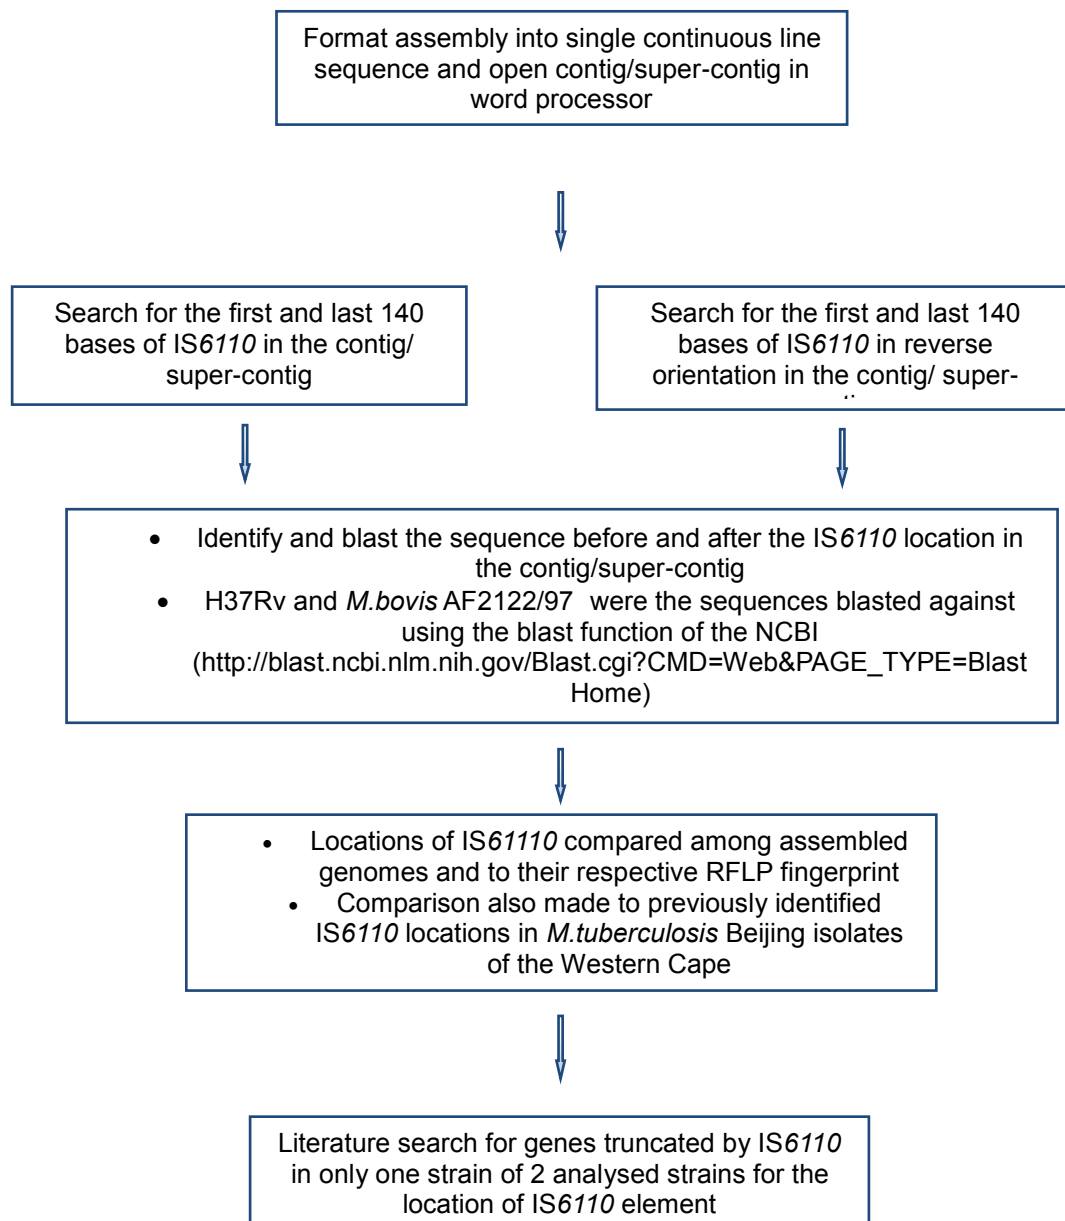 Format assembly into single continuous line
sequence and open contig/super-contig in
word processor
Search for the first and last 140
bases of IS6110 in the contig/
super-contig
Search for the first and last 140
bases of IS6110 in reverse
orientation in the contig/ super-
• Identify and blast the sequence before and after the IS6110 location in
the contig/super-contig
• H37Rv and M.bovis AF2122/97 were the sequences blasted against
using the blast function of the NCBI
(http://blast.ncbi.nlm.nih.gov/Blast.cgi?CMD=Web&PAGE_TYPE=Blast
Home)
• Locations of IS61110 compared among assembled
genomes and to their respective RFLP fingerprint
• Comparison also made to previously identified
IS6110 locations in M.tuberculosis Beijing isolates
of the Western Cape
Literature search for genes truncated by IS6110
in only one strain of 2 analysed strains for the
location of IS6110 element